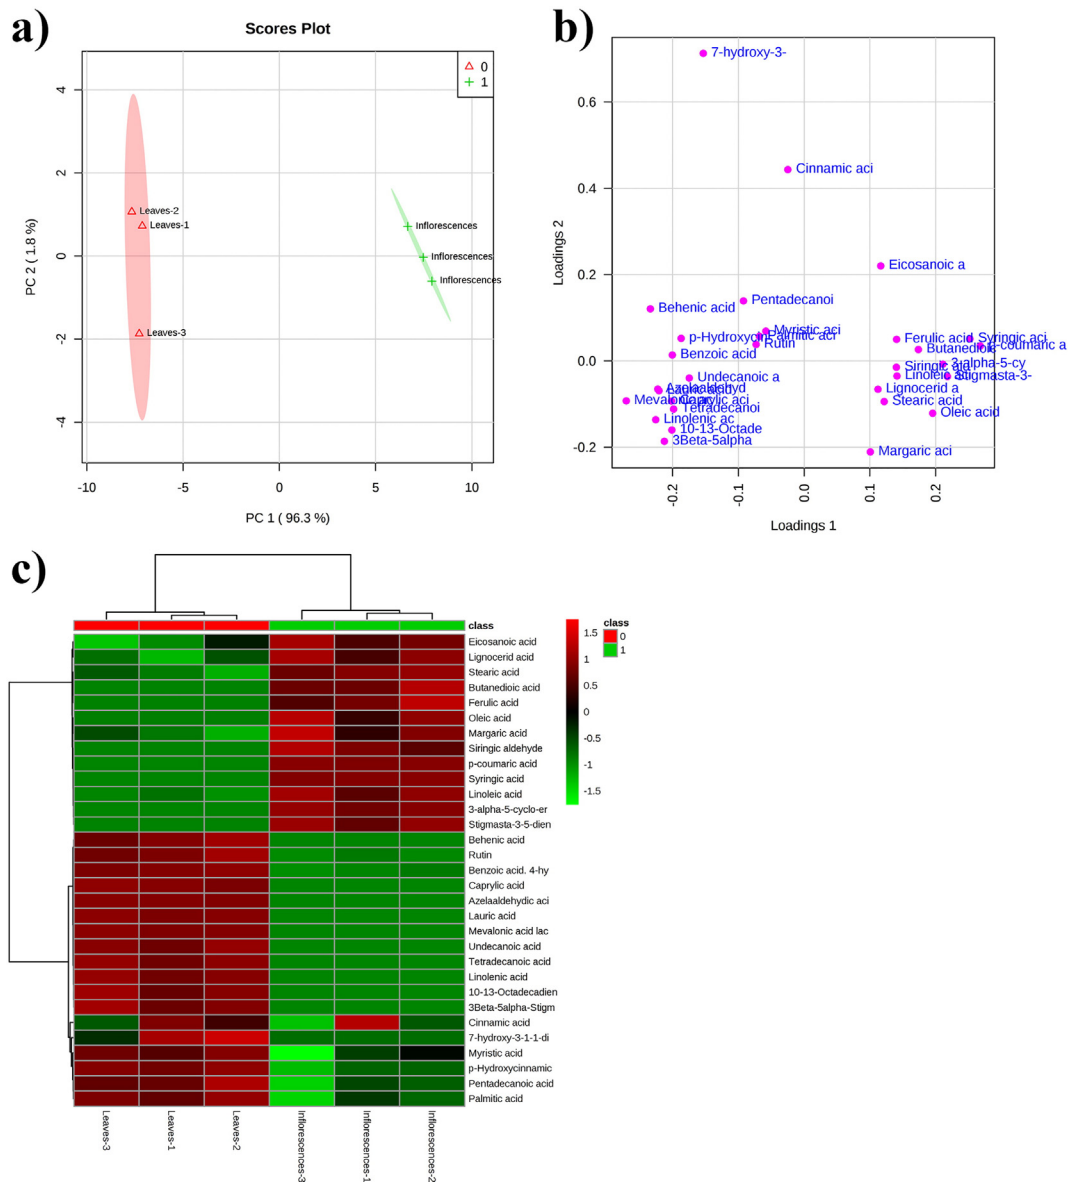 a)
Scores Plot
0
1
4
2
0
-2
-4
PC 2 ( 1.8 %)
Leaves-2
Leaves-1
Leaves-3
Inflorescences
Inflorescences
Inflorescences
-10
-5
0
5
10
PC 1 ( 96.3 %)
b)
0.6
0.4
0.2
0.0
-0.2
Loadings 2
7-hydroxy-3-
Cinnamic aci
Eicosanoic a
Pentadecanoi
Behenic acid
Myristic aci
Palmitic aci
p-Hydroxycin
Rutin
Benzoic acid
Ferulic acid
Syringic aci
p-coumaric a
Butanedioic
3-alpha-5-cy
Siringic ald
Linoleic aci
Stigmasta-3-
Undecanoic a
Azelaaldehyd
Lauric acid
Lignocerid a
Mevalonic ac
Caprylic aci
Stearic acid
Tetradecanoi
Oleic acid
Linolenic ac
10-13-Octade
3Beta-5alpha
Margaric aci
-0.2
-0.1
0.0
0.1
0.2
Loadings 1
c)
class
Eicosanoic acid
Lignocerid acid
Stearic acid
Butanedioic acid
Ferulic acid
Oleic acid
Margaric acid
Siringic aldehyde
p-coumaric acid
Syringic acid
Linoleic acid
3-alpha-5-cyclo-er
Stigmasta-3-5-dien
Behenic acid
Rutin
Benzoic acid. 4-hy
Caprylic acid
Azelaaldehydic aci
Lauric acid
Mevalonic acid lac
Undecanoic acid
Tetradecanoic acid
Linolenic acid
10-13-Octadecadien
3Beta-5alpha-Stigm
Cinnamic acid
7-hydroxy-3-1-1-di
Myristic acid
p-Hydroxycinnamic
Pentadecanoic acid
Palmitic acid
1.5
1
0.5
0
-0.5
-1
-1.5
class
0
1
Leaves-3
Leaves-1
Leaves-2
Inflorescences-3
Inflorescences-1
Inflorescences-2